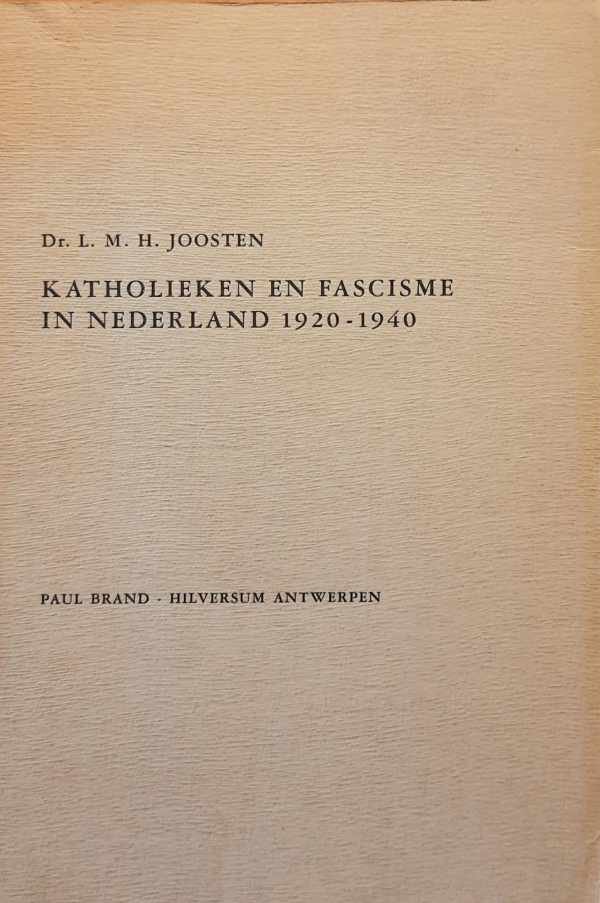 Dr. L. M. H. JOOSTEN
KATHOLIEKEN EN FASCISME
IN NEDERLAND 1920-1940
PAUL BRAND · HILVERSUM ANTWERPEN